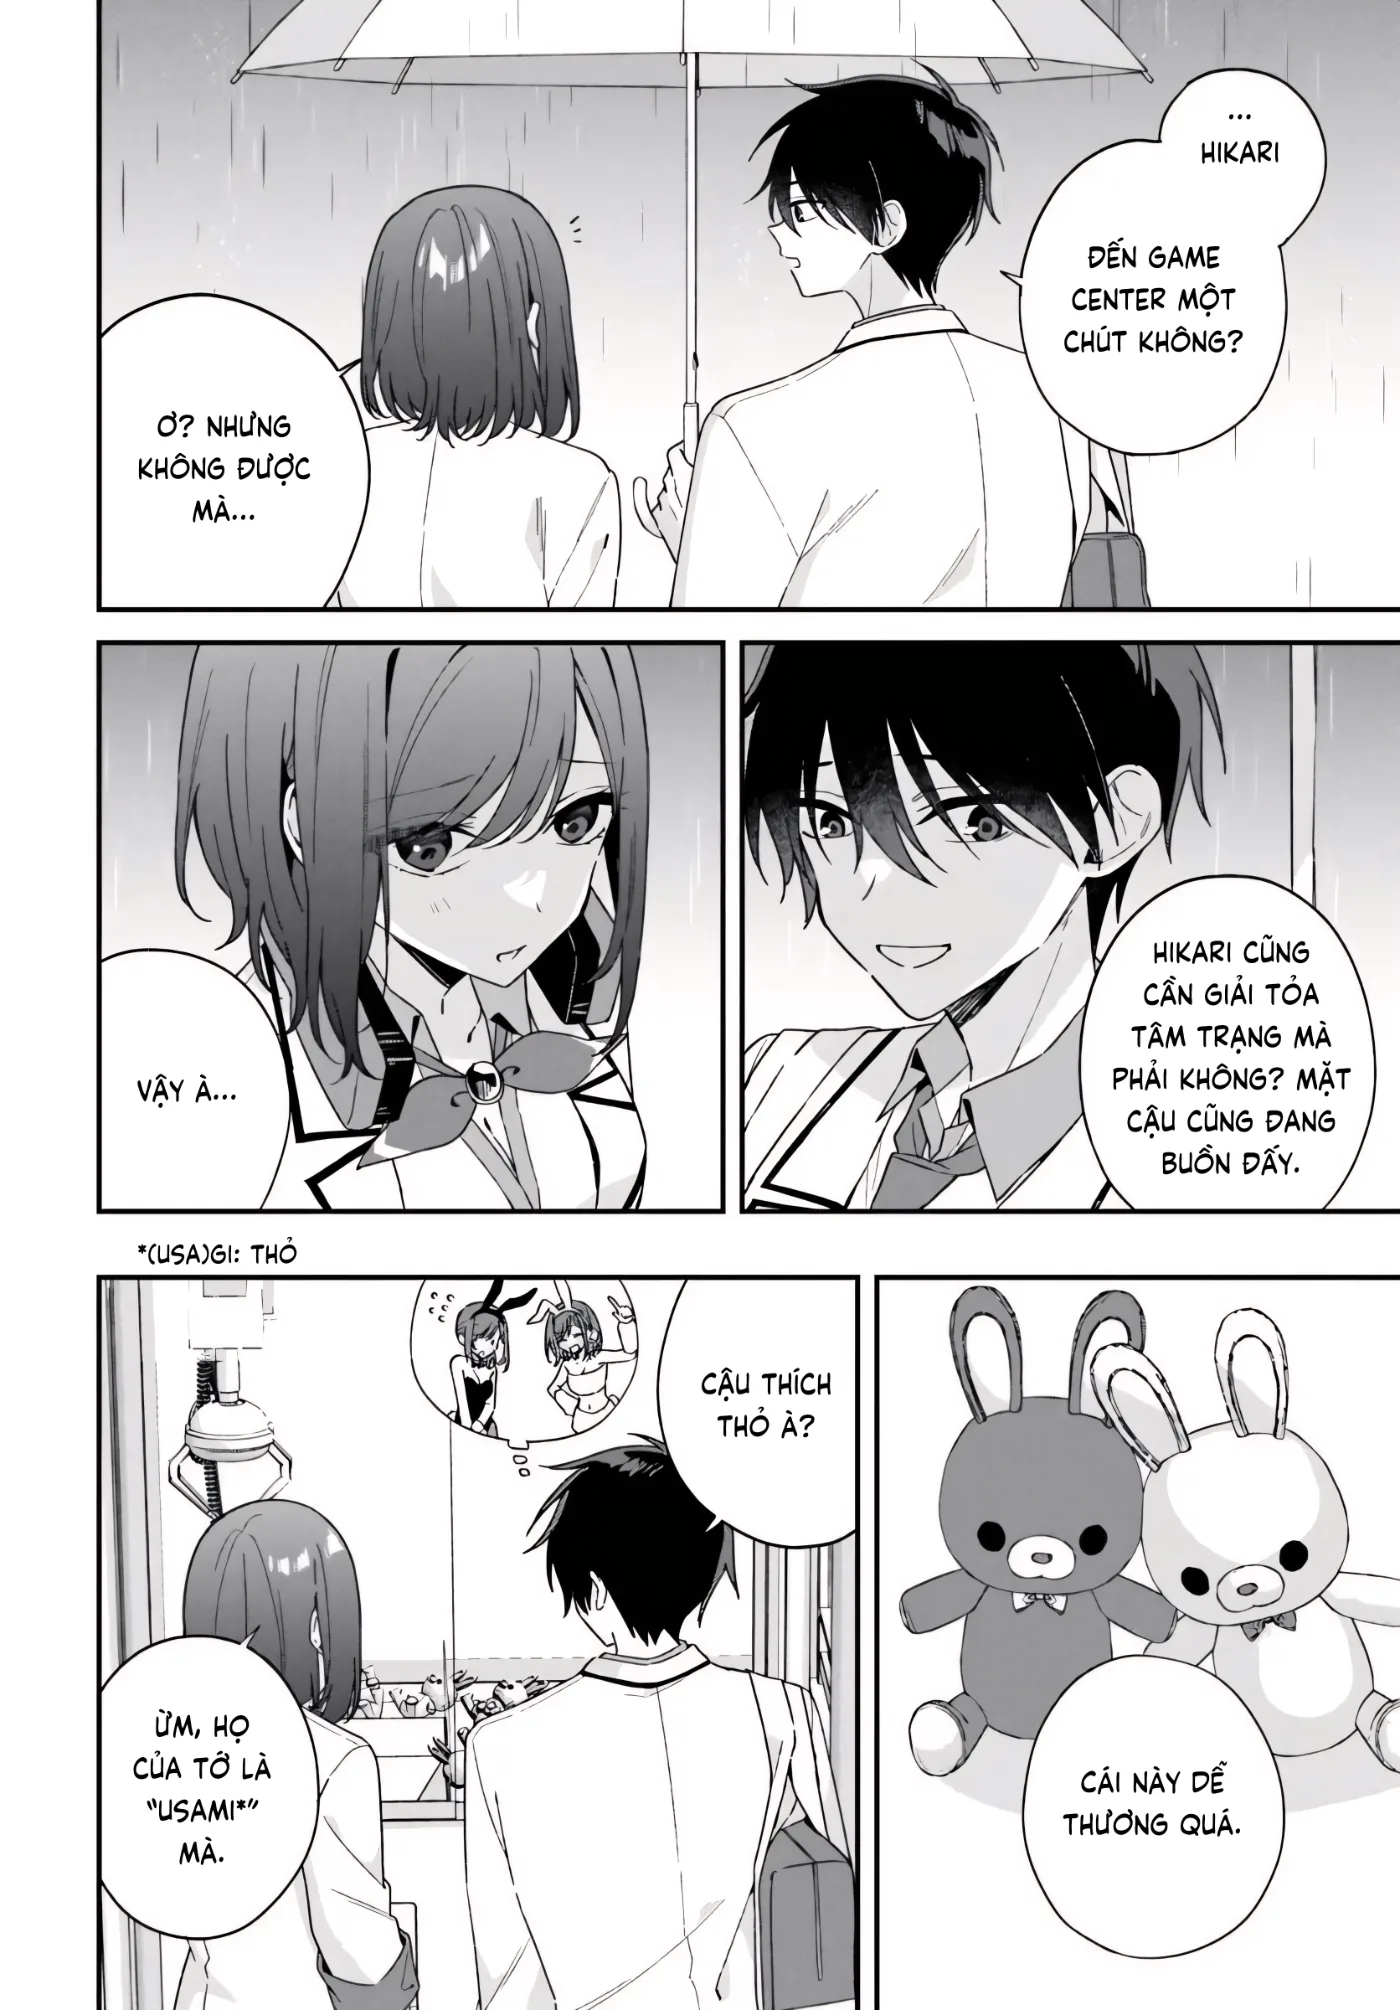 ...
HIKARI
ĐẾN GAME
CENTER MỘT
CHÚT KHÔNG?
Ơ? NHƯNG
KHÔNG ĐƯỢC
MÀ...
HIKARI CŨNG
CẦN GIẢI TỎA
TÂM TRẠNG MÀ
PHẢI KHÔNG? MẶT
CẬU CŨNG ĐANG
BUỒN ĐẤY.
VẬY À...
CÁI NÀY DỄ
THƯƠNG QUÁ.
*(USA)GI: THỎ
CẬU THÍCH
THỎ À?
ỪM, HỌ
CỦA TỚ LÀ
"USAMI*"
MÀ.